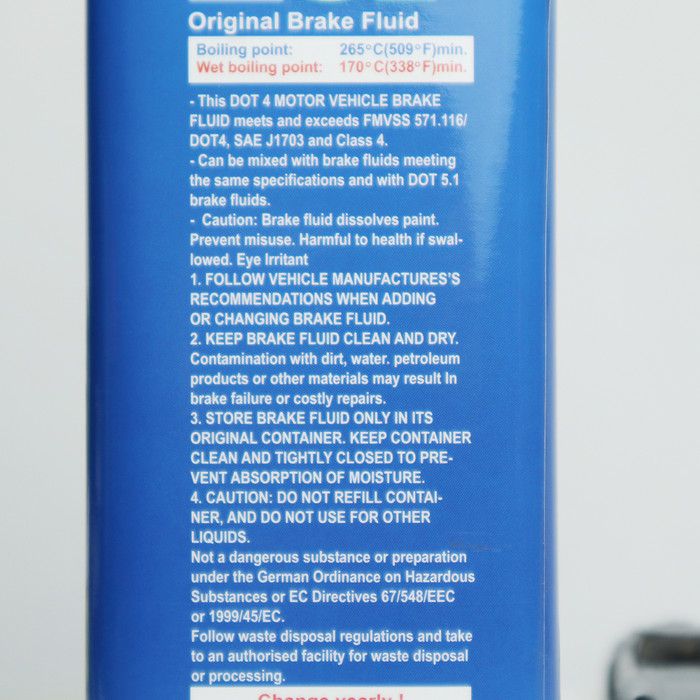 Original Brake Fluid
Boiling point: 265°C(509°F)min.
Wet boiling point: 170°C(338°F)min.
- This DOT 4 MOTOR VEHICLE BRAKE
FLUID meets and exceeds FMVSS 571.116/
DOT4, SAE J1703 and Class 4.
- Can be mixed with brake fluids meeting
the same specifications and with DOT 5.1
brake fluids.
- Caution: Brake fluid dissolves paint.
Prevent misuse. Harmful to health if swal-
lowed. Eye Irritant
1. FOLLOW VEHICLE MANUFACTURES'S
RECOMMENDATIONS WHEN ADDING
OR CHANGING BRAKE FLUID.
2. KEEP BRAKE FLUID CLEAN AND DRY.
Contamination with dirt, water. petroleum
products or other materials may result In
brake failure or costly repairs.
3. STORE BRAKE FLUID ONLY IN ITS
ORIGINAL CONTAINER. KEEP CONTAINER
CLEAN AND TIGHTLY CLOSED TO PRE-
VENT ABSORPTION OF MOISTURE.
4. CAUTION: DO NOT REFILL CONTAI-
NER, AND DO NOT USE FOR OTHER
LIQUIDS.
Not a dangerous substance or preparation
under the German Ordinance on Hazardous
Substances or EC Directives 67/548/EEC
or 1999/45/EC.
Follow waste disposal regulations and take
to an authorised facility for waste disposal
or processing.
Change yearly !